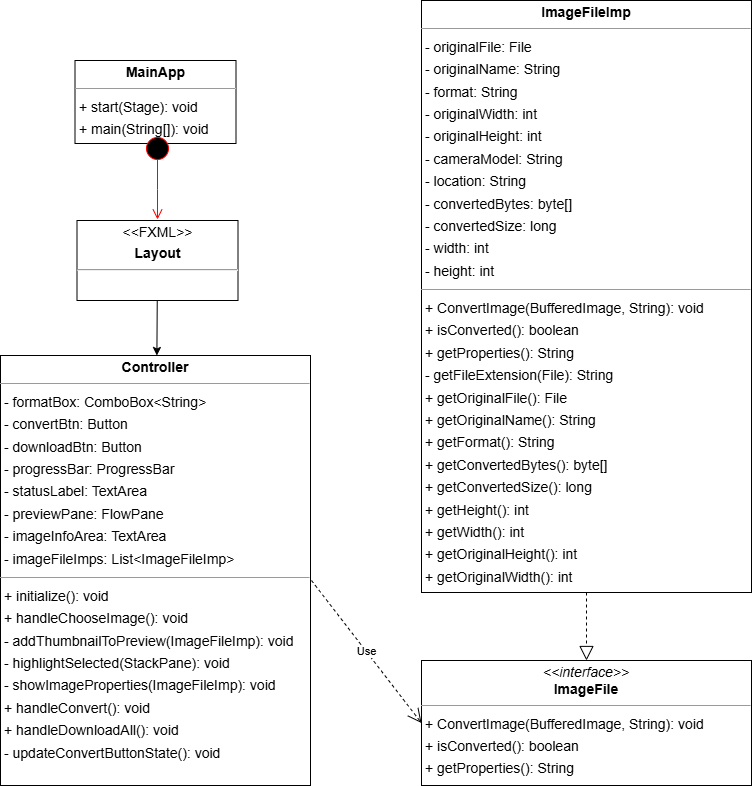 MainApp
+ start(Stage): void
+ main(String[]): void
<<FXML>>
Layout
Controller
- formatBox: ComboBox<String>
- convertBtn: Button
- downloadBtn: Button
- progressBar: ProgressBar
- statusLabel: TextArea
- previewPane: FlowPane
- imageInfoArea: TextArea
- imageFileImps: List<ImageFileImp>
+ initialize(): void
+ handleChooseImage(): void
- addThumbnailToPreview(ImageFileImp): void
- highlightSelected(StackPane): void
- showImageProperties(ImageFileImp): void
+ handleConvert(): void
+ handleDownloadAll(): void
- updateConvertButtonState(): void
Use
ImageFileImp
- originalFile: File
- originalName: String
- format: String
- originalWidth: int
- originalHeight: int
- cameraModel: String
- location: String
- convertedBytes: byte[]
- convertedSize: long
- width: int
- height: int
+ ConvertImage(BufferedImage, String): void
+ isConverted(): boolean
+ getProperties(): String
- getFileExtension(File): String
+ getOriginalFile(): File
+ getOriginalName(): String
+ getFormat(): String
+ getConvertedBytes(): byte[]
+ getConvertedSize(): long
+ getHeight(): int
+ getWidth(): int
+ getOriginalHeight(): int
+ getOriginalWidth(): int
<<interface>>
ImageFile
+ ConvertImage(BufferedImage, String): void
+ isConverted(): boolean
+ getProperties(): String